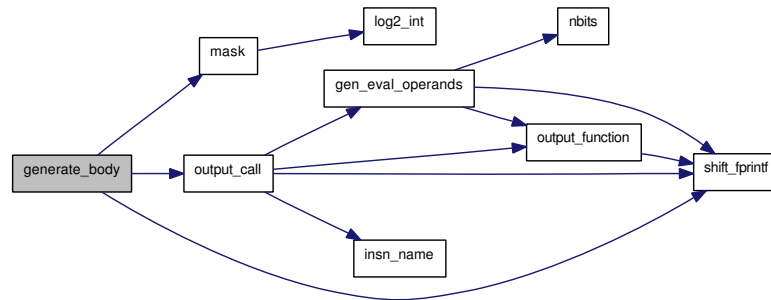 log2_int
nbits
mask
gen_eval_operands
output_function
generate_body
output_call
shift_fprintf
insn_name